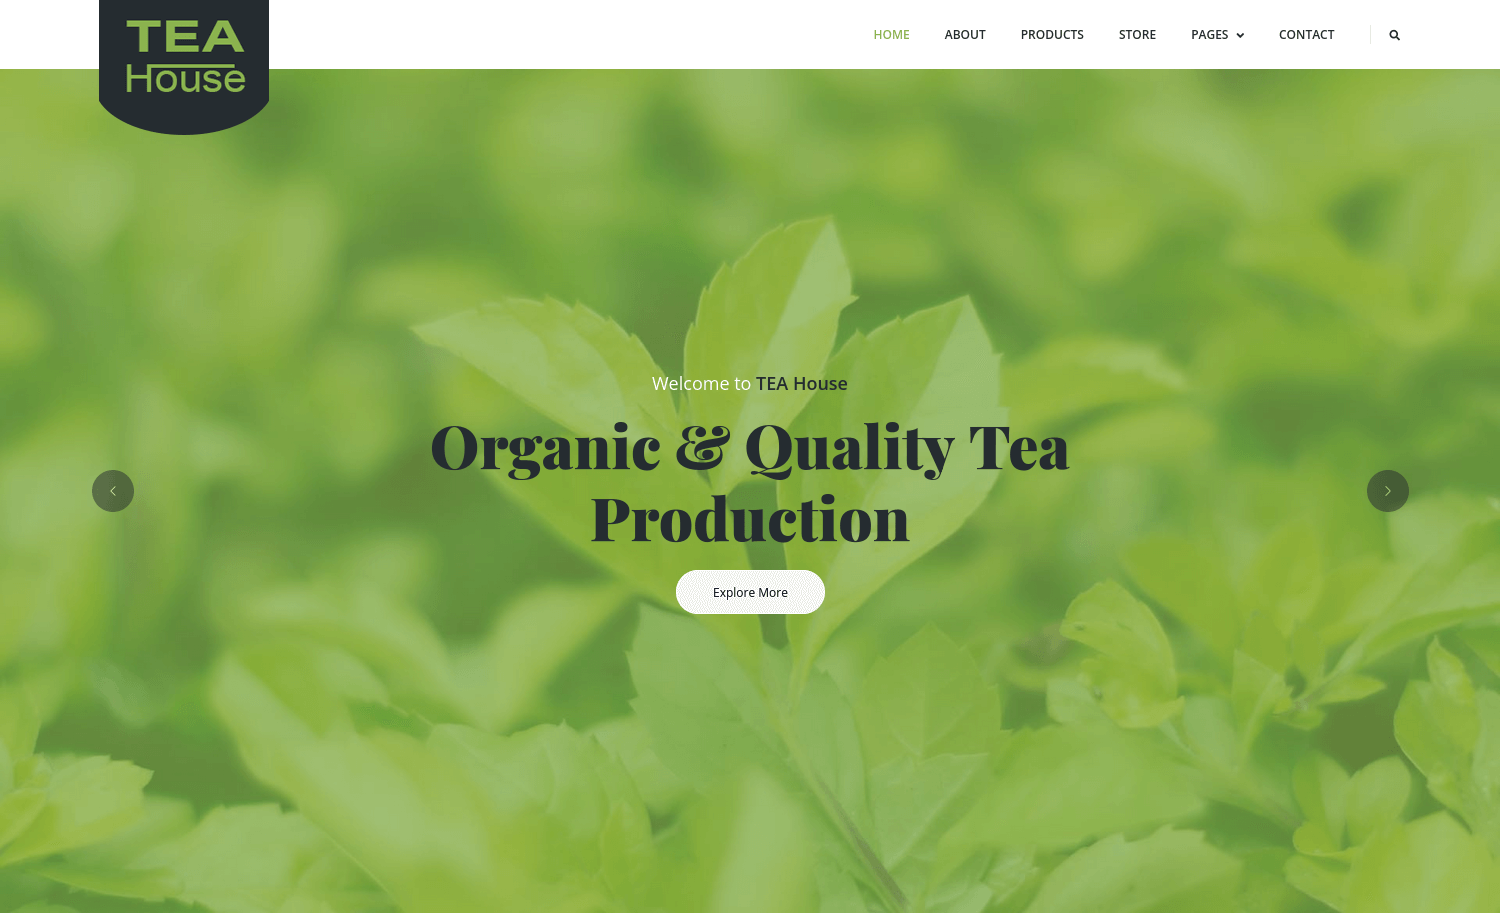 TEA
House
HOME
ABOUT
PRODUCTS
STORE
PAGES
CONTACT
Welcome to TEA House
Organic & Quality Tea
Production
Explore More